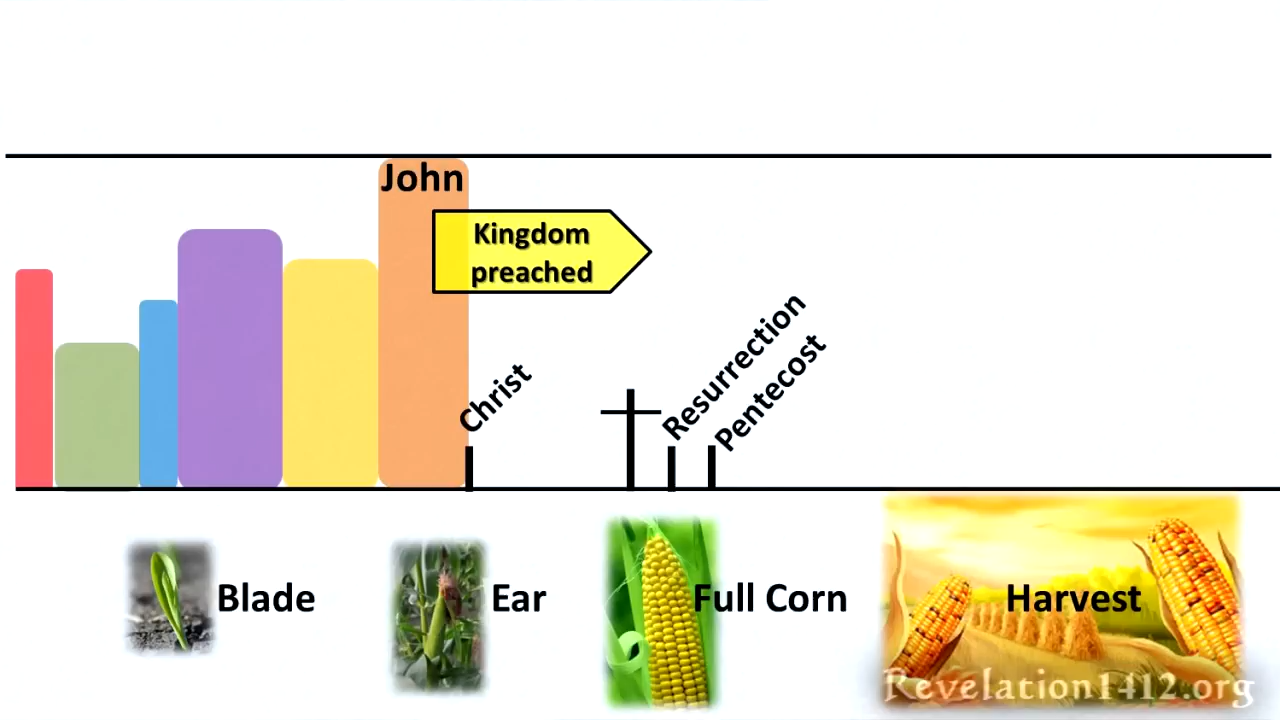 John
Kingdom
preached
Christ
Resurrection
Pentecost
Blade
Ear
Full Corn
Harvest
Revelation1412.org